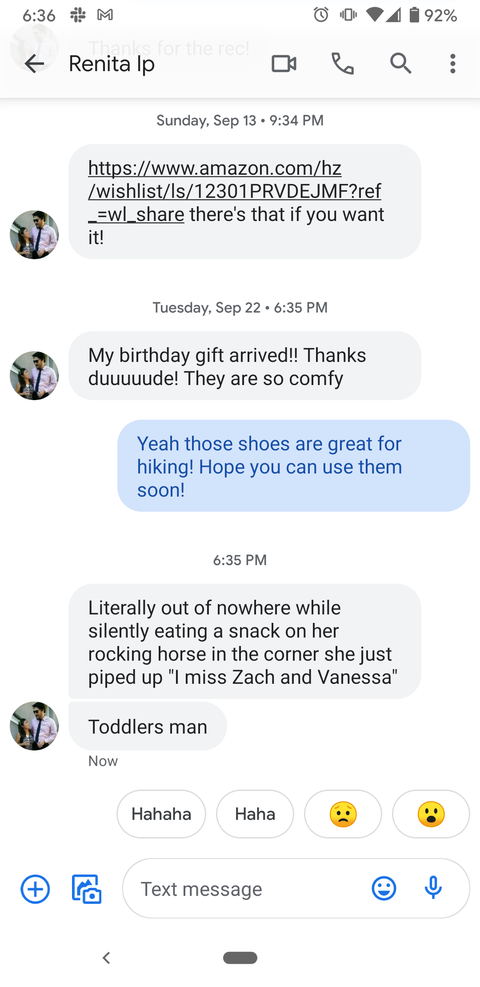 6:36
92%
Thanks for the rec!
Renita Ip
Sunday, Sep 13 • 9:34 PM
https://www.amazon.com/hz
/wishlist/ls/12301PRVDEJMF?ref
_=wl_share there's that if you want
it!
Tuesday, Sep 22 • 6:35 PM
My birthday gift arrived!! Thanks
duuuuude! They are so comfy
Yeah those shoes are great for
hiking! Hope you can use them
soon!
6:35 PM
Literally out of nowhere while
silently eating a snack on her
rocking horse in the corner she just
piped up "I miss Zach and Vanessa"
Toddlers man
Now
Hahaha
Haha
Text message